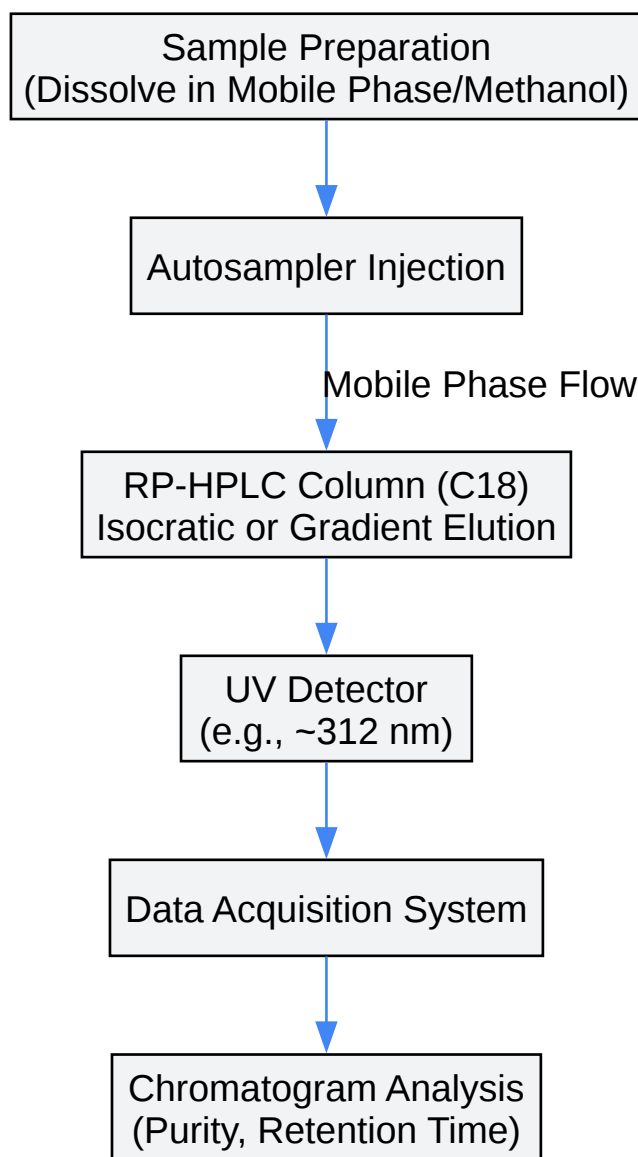 Sample Preparation
(Dissolve in Mobile Phase/Methanol)
Autosampler Injection
Mobile Phase Flow
RP-HPLC Column (C18)
Isocratic or Gradient Elution
UV Detector
(e.g., ~312 nm)
Data Acquisition System
Chromatogram Analysis
(Purity, Retention Time)